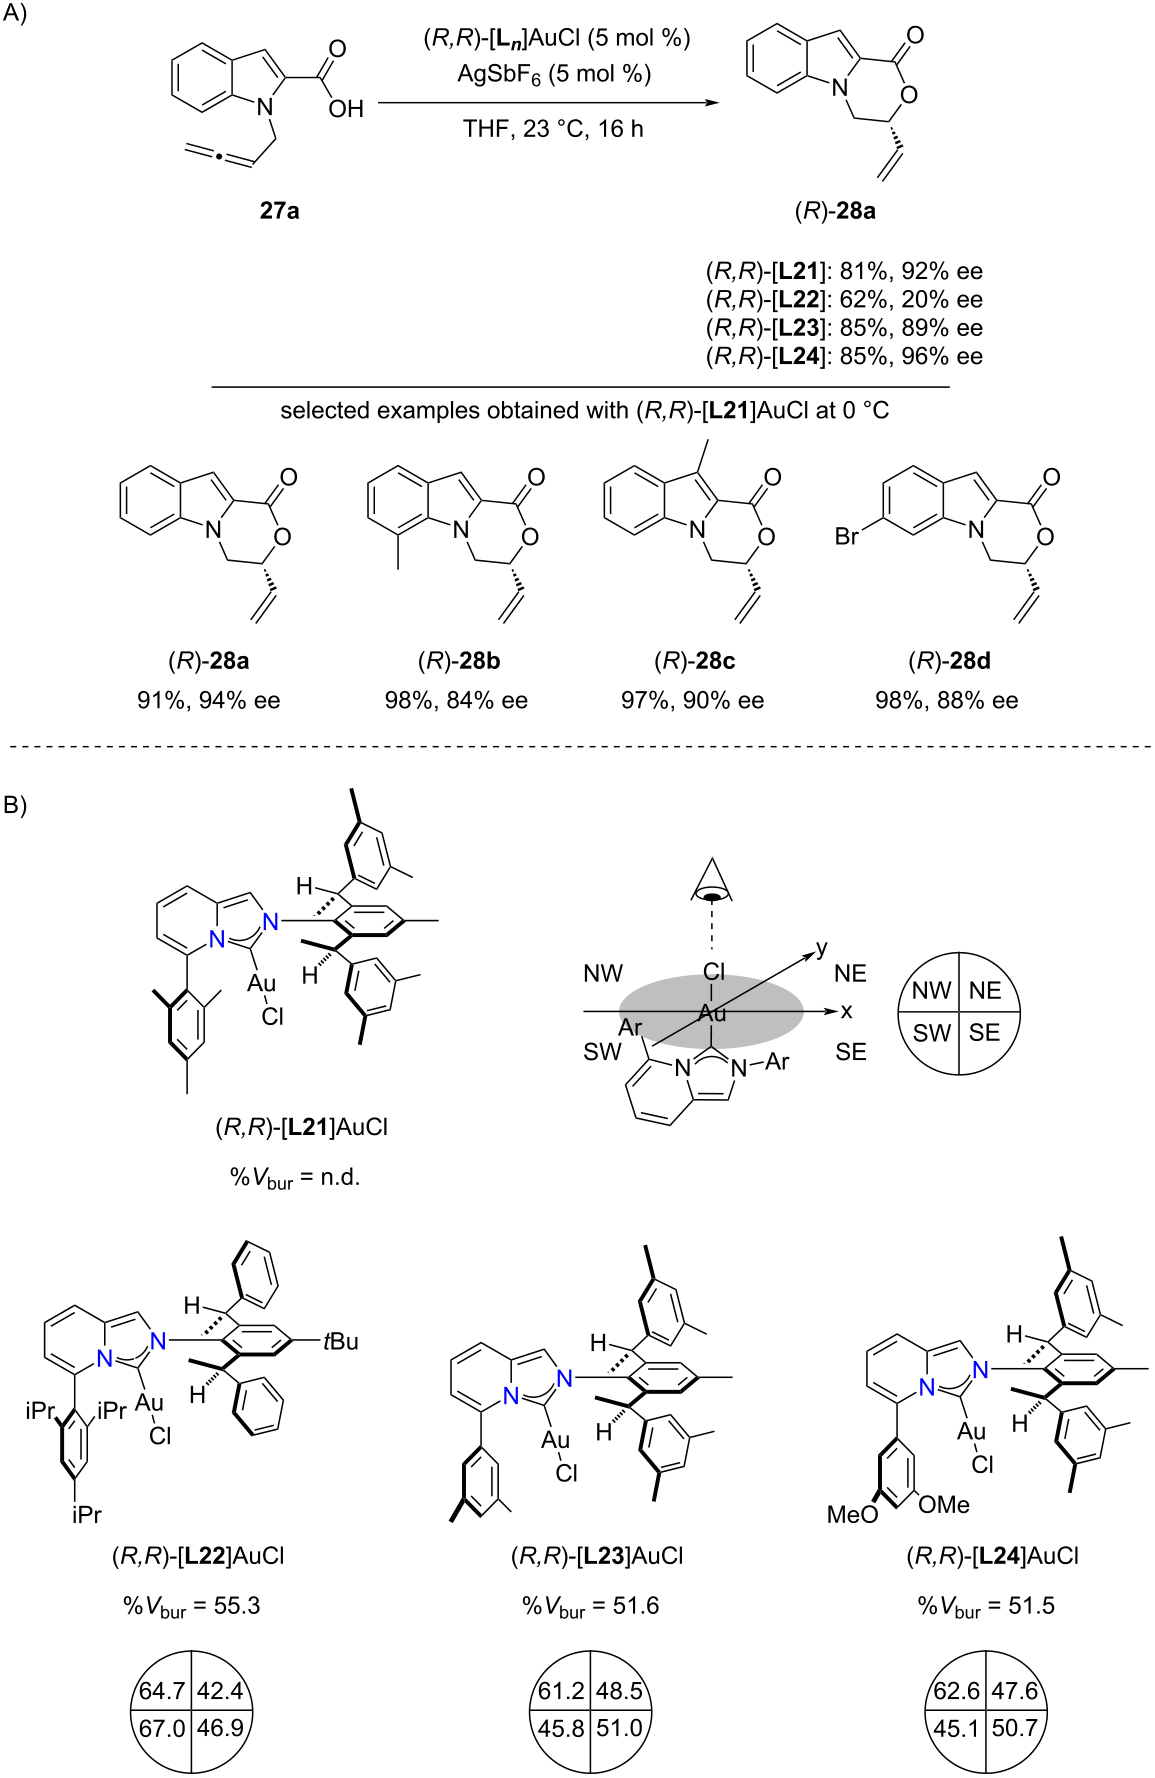 A)
(R,R)-[Ln]AuCl (5 mol %)
AgSbF6 (5 mol %)
THF, 23 °C, 16 h
O
OH
N
27a
O
O
N
(R)-28a
(R,R)-[L21]: 81%, 92% ee
(R,R)-[L22]: 62%, 20% ee
(R,R)-[L23]: 85%, 89% ee
(R,R)-[L24]: 85%, 96% ee
selected examples obtained with (R,R)-[L21]AuCl at 0 °C
O O O O
N O N O N O Br N O
(R)-28a (R)-28b (R)-28c (R)-28d
91%, 94% ee 98%, 84% ee 97%, 90% ee 98%, 88% ee
B)
H
N N
H
Au
Cl
(R,R)-[L21]AuCl
%Vbur = n.d.
y
NW Cl NE
Au x
Ar
SW SE
N N Ar
NW NE
SW SE
H
N N tBu
H
iPr iPr Au
Cl
iPr
(R,R)-[L22]AuCl
%Vbur = 55.3
64.7 42.4
67.0 46.9
H
N N
H
Au
Cl
(R,R)-[L23]AuCl
%Vbur = 51.6
61.2 48.5
45.8 51.0
H
N N
H
Au
Cl
MeO OMe
(R,R)-[L24]AuCl
%Vbur = 51.5
62.6 47.6
45.1 50.7